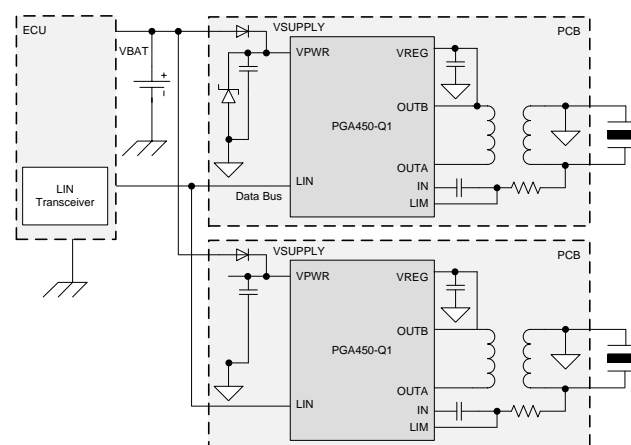 ECU
VBAT
+
LIN
Transceiver
Data Bus
VSUPPLY
PCB
VPWR
VREG
OUTB
PGA450-Q1
OUTA
LIN
IN
LIM
VSUPPLY
PCB
VPWR
VREG
OUTB
PGA450-Q1
OUTA
LIN
IN
LIM